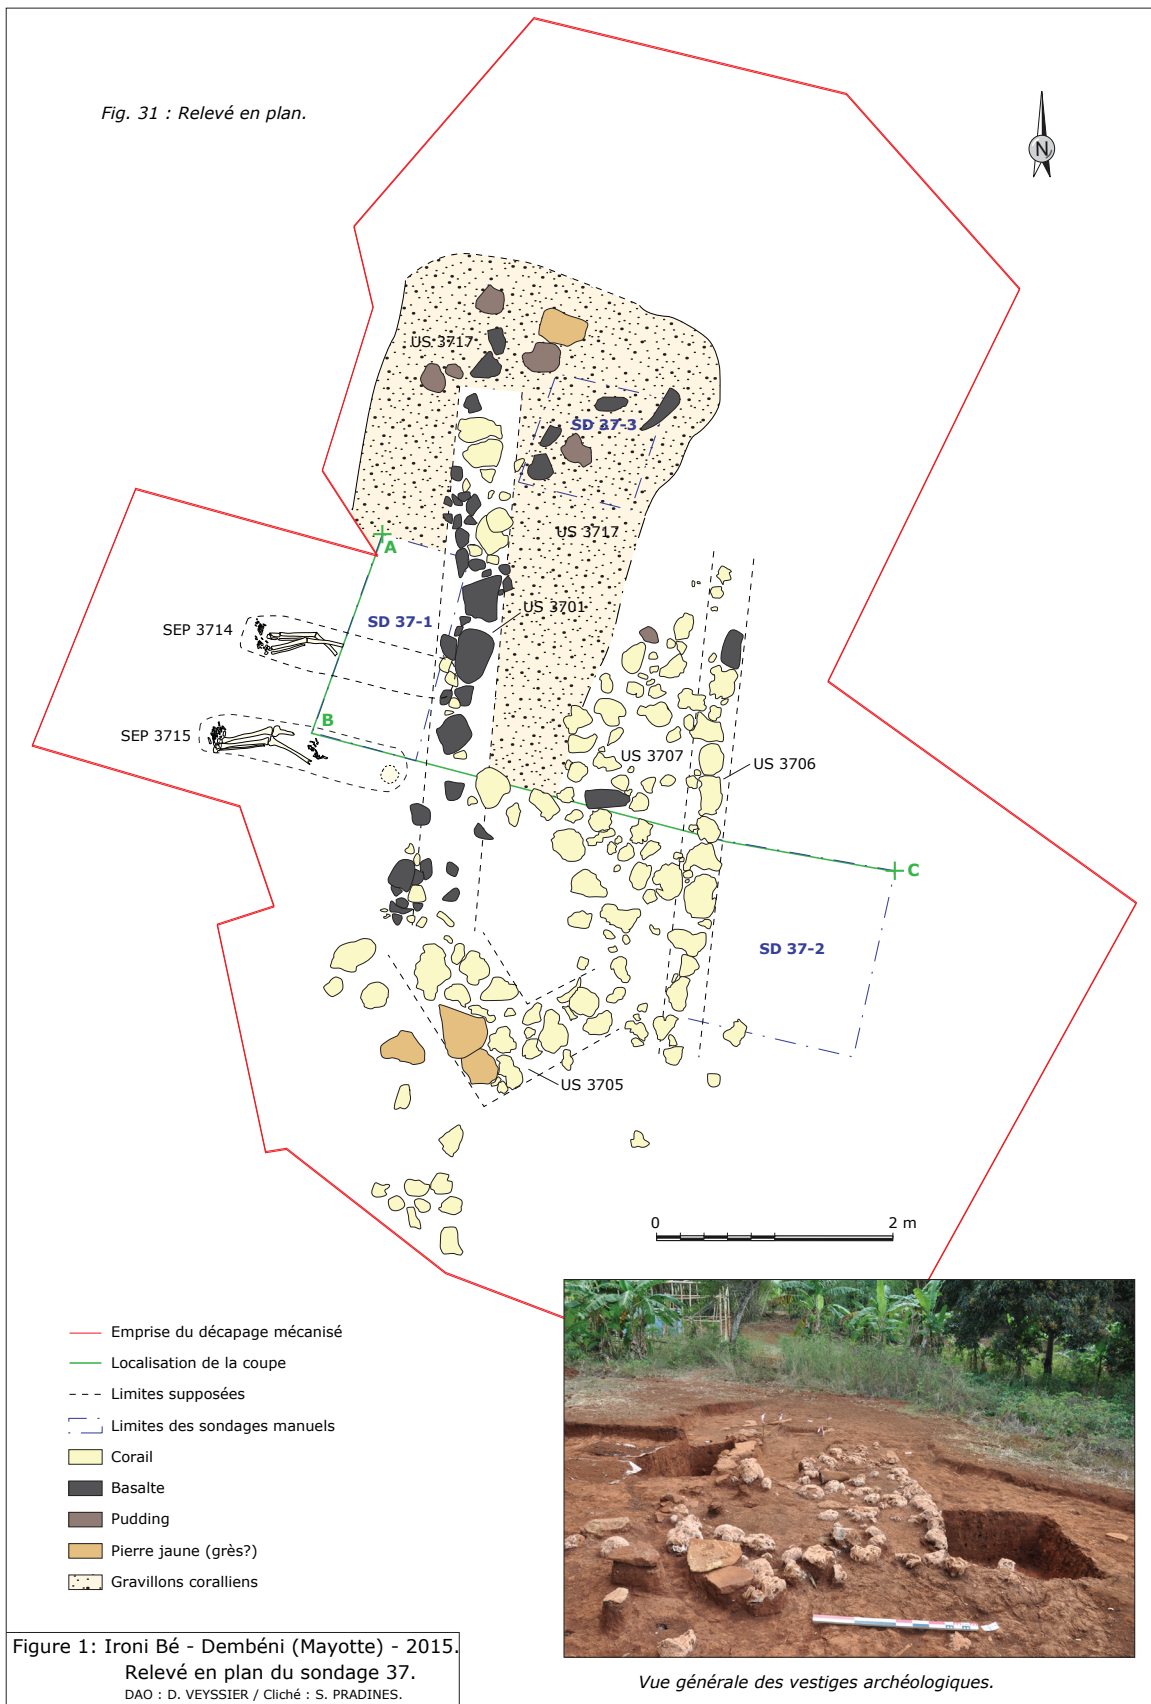 Fig. 31 : Relevé en plan.
N
US 3717
SD 37-3
US 3717
A
SD 37-1
US 3701
SEP 3714
B
SEP 3715
US 3707
US 3706
C
SD 37-2
US 3705
0 2 m
Emprise du décapage mécanisé
Localisation de la coupe
Limites supposées
Limites des sondages manuels
Corail
Basalte
Pudding
Pierre jaune (grès?)
Gravillons coralliens
Figure 1: Ironi Bé - Dembéni (Mayotte) - 2015.
Relevé en plan du sondage 37.
DAO : D. VEYSSIER / Cliché : S. PRADINES.
Vue générale des vestiges archéologiques.